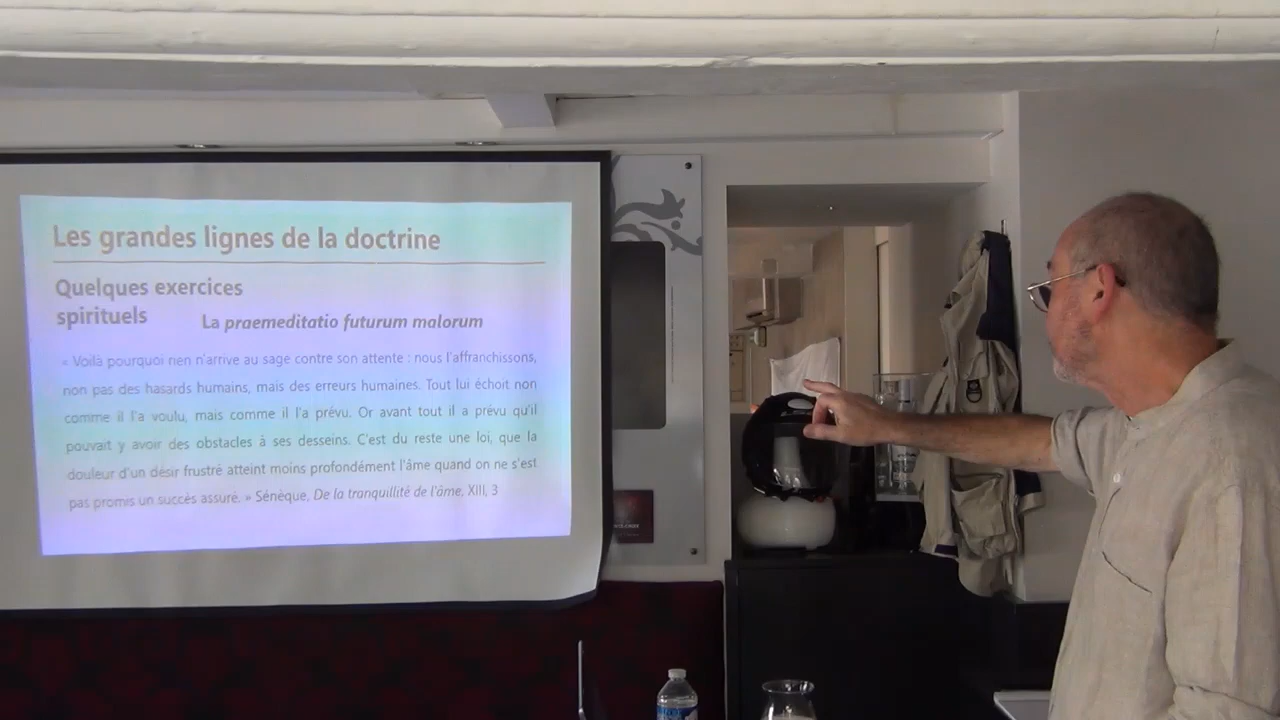 Les grandes lignes de la doctrine
Quelques exercices
spirituels
La praemeditatio futurum malorum
« Voilà pourquoi rien n'arrive au sage contre son attente : nous l'affranchissons,
non pas des hasards humains, mais des erreurs humaines. Tout lui échoit non
comme il l'a voulu, mais comme il l'a prévu. Or avant tout il a prévu qu'il
pouvait y avoir des obstacles à ses desseins. C'est du reste une loi, que la
douleur d'un désir frustré atteint moins profondément l'âme quand on ne s'est
pas promis un succès assuré. » Sénèque, De la tranquillité de l'âme, XIII, 3